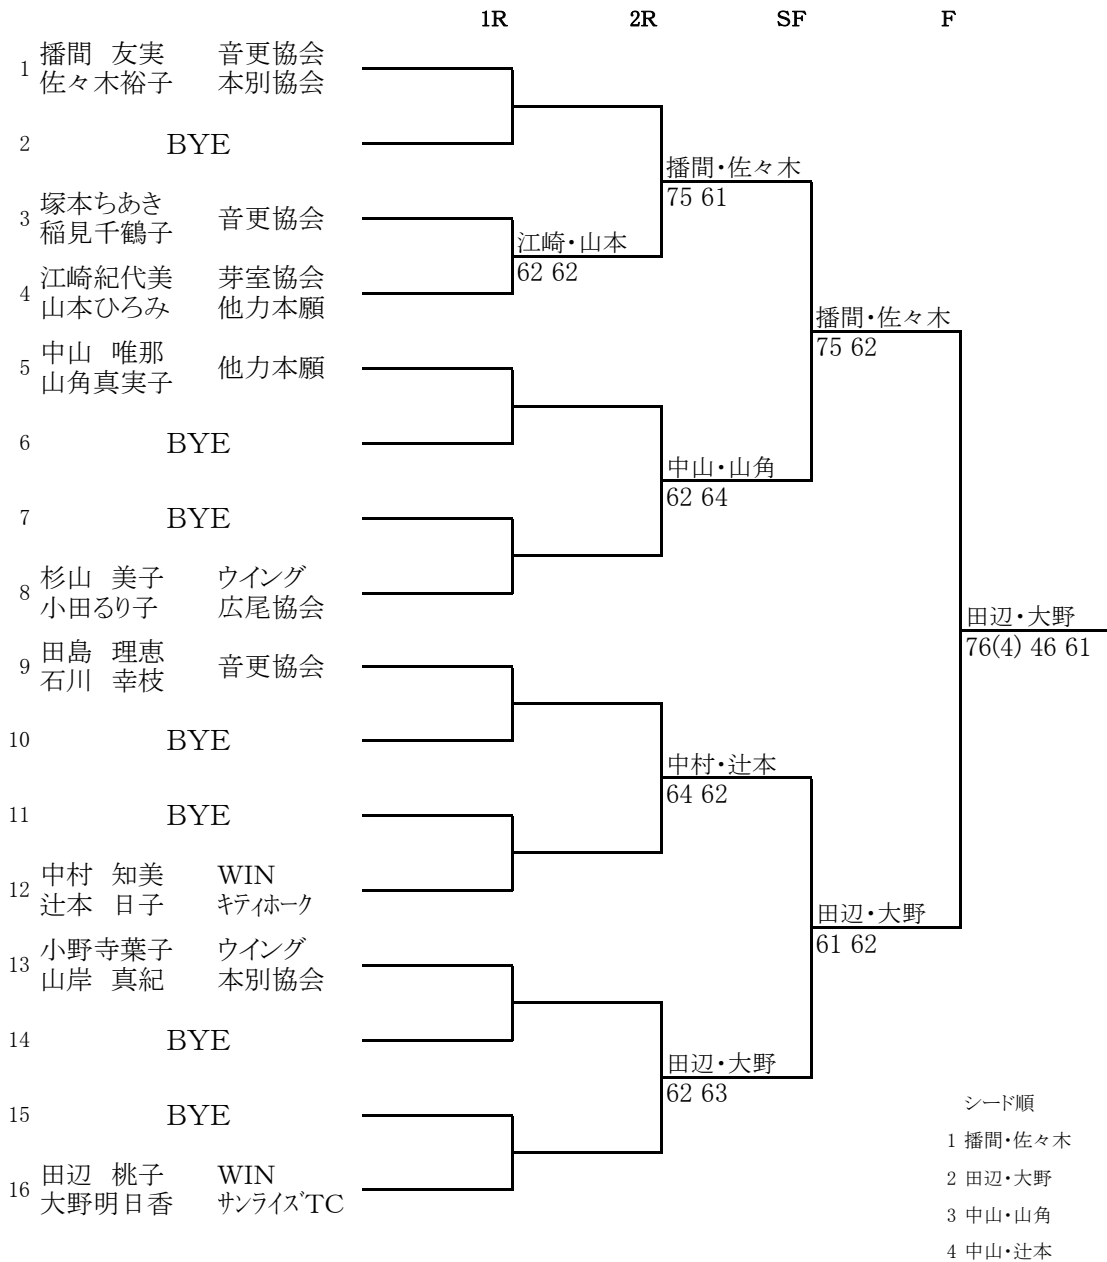 1R 2R SF F
1 播間 友実 音更協会
佐々木裕子 本別協会
2 BYE
播間・佐々木
75 61
3 塚本ちあき 音更協会
稲見千鶴子
江崎・山本
62 62
4 江崎紀代美 芽室協会
山本ひろみ 他力本願
播間・佐々木
75 62
5 中山 唯那 他力本願
山角真実子
6 BYE
中山・山角
62 64
7 BYE
8 杉山 美子 ウイング
小田るり子 広尾協会
田辺・大野
76(4) 46 61
9 田島 理恵 音更協会
石川 幸枝
10 BYE
中村・辻本
64 62
11 BYE
12 中村 知美 WIN
辻本 日子 キティホーク
田辺・大野
61 62
13 小野寺葉子 ウイング
山岸 真紀 本別協会
14 BYE
田辺・大野
62 63
15 BYE
16 田辺 桃子 WIN
大野明日香 サンライズTC
シード順
1 播間・佐々木
2 田辺・大野
3 中山・山角
4 中山・辻本